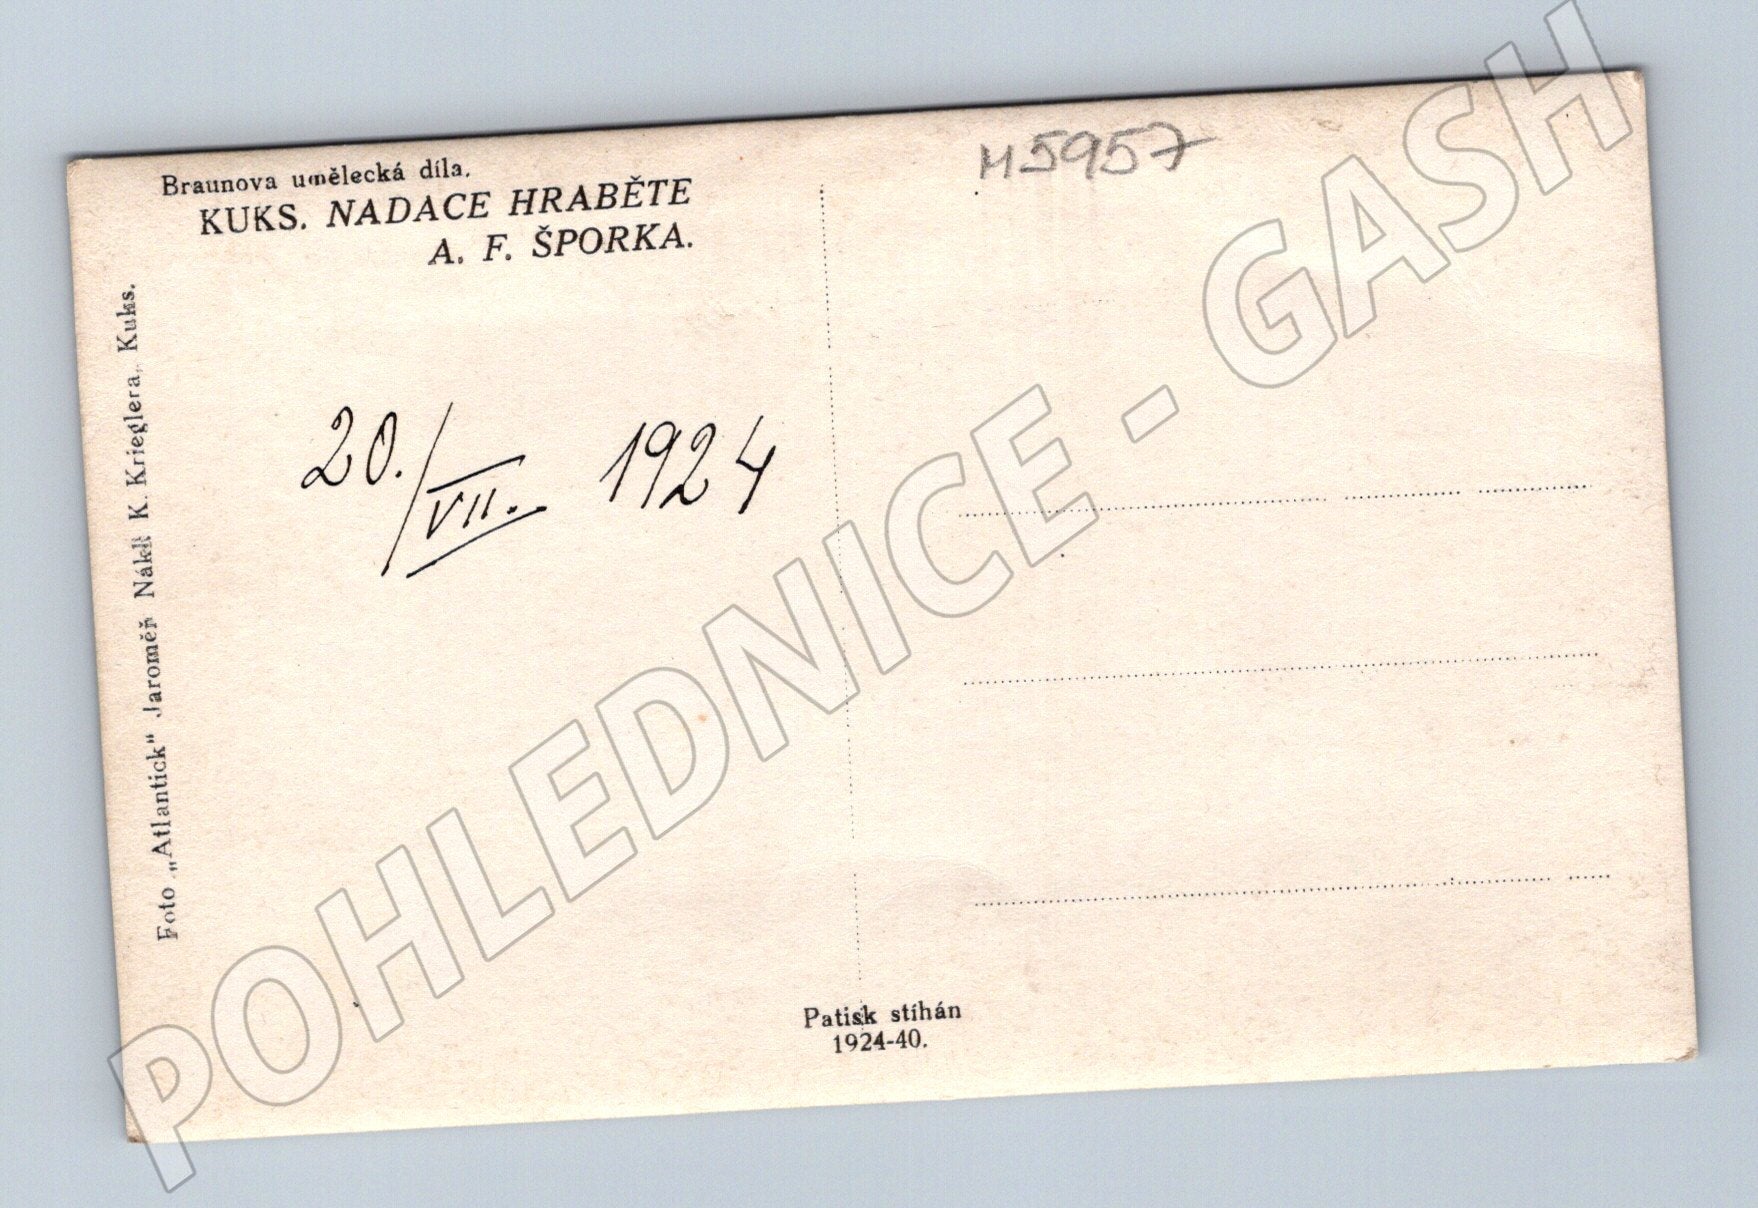 Braunova umělecká díla.
KUKS. NADACE HRABĚTE
A. F. ŠPORKA.
M5957
Foto „Atlantick" Jaroměř Nákl. K. Krieglera, Kuks.
20./VII. 1924
Patisk stíhán
1924-40.
POHLEDNICE - GASH